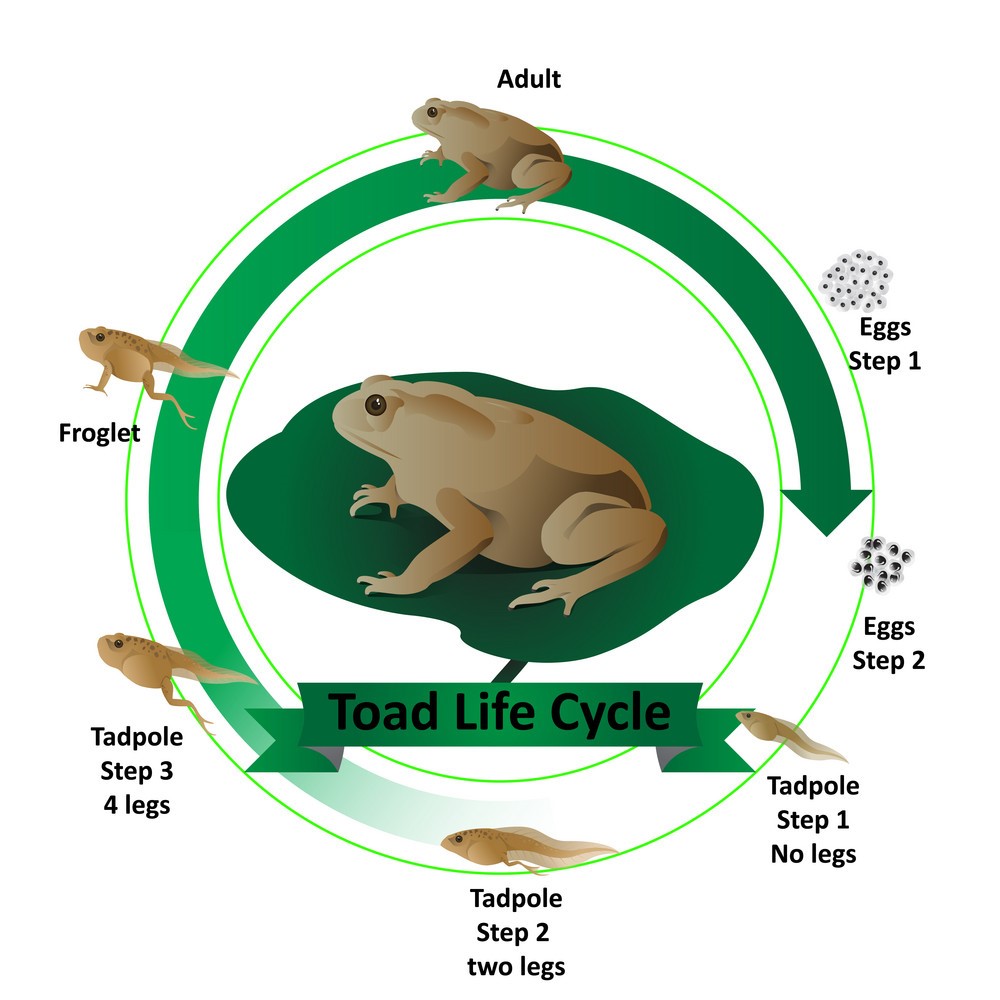 Adult
Eggs
Step 1
Eggs
Step 2
Tadpole
Step 1
No legs
Tadpole
Step 2
two legs
Tadpole
Step 3
4 legs
Froglet
Toad Life Cycle